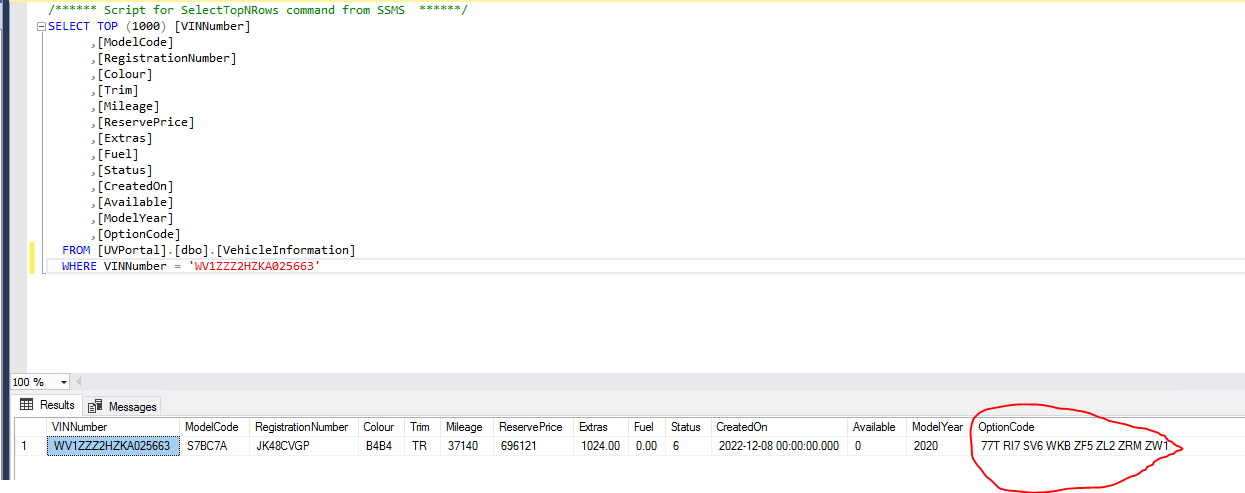 /****** Script for SelectTopNRows command from SSMS  ******/
SELECT TOP (1000) [VINNumber]
,[ModelCode]
,[RegistrationNumber]
,[Colour]
,[Trim]
,[Mileage]
,[ReservePrice]
,[Extras]
,[Fuel]
,[Status]
,[CreatedOn]
,[Available]
,[ModelYear]
,[OptionCode]
FROM [UVPortal].[dbo].[VehicleInformation]
WHERE VINNumber = 'WV1ZZZ2HZKA025663'
100 %
Results Messages
VINNumber ModelCode RegistrationNumber Colour Trim Mileage ReservePrice Extras Fuel Status CreatedOn Available ModelYear OptionCode
1 WV1ZZZ2HZKA025663 S7BC7A JK48CVGP B4B4 TR 37140 696121 1024.00 0.00 6 2022-12-08 00:00:00.000 0 2020 77T RI7 SV6 WKB ZF5 ZL2 ZRM ZW1